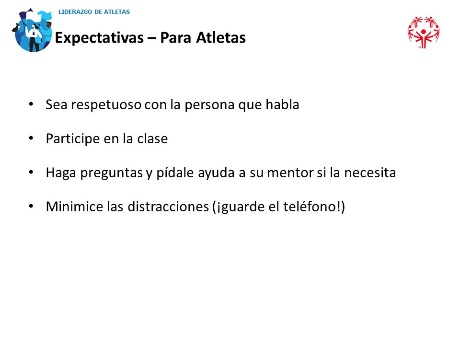 LIDERAZGO DE ATLETAS
Expectativas – Para Atletas
• Sea respetuoso con la persona que habla
• Participe en la clase
• Haga preguntas y pídale ayuda a su mentor si la necesita
• Minimice las distracciones (¡guarde el teléfono!)